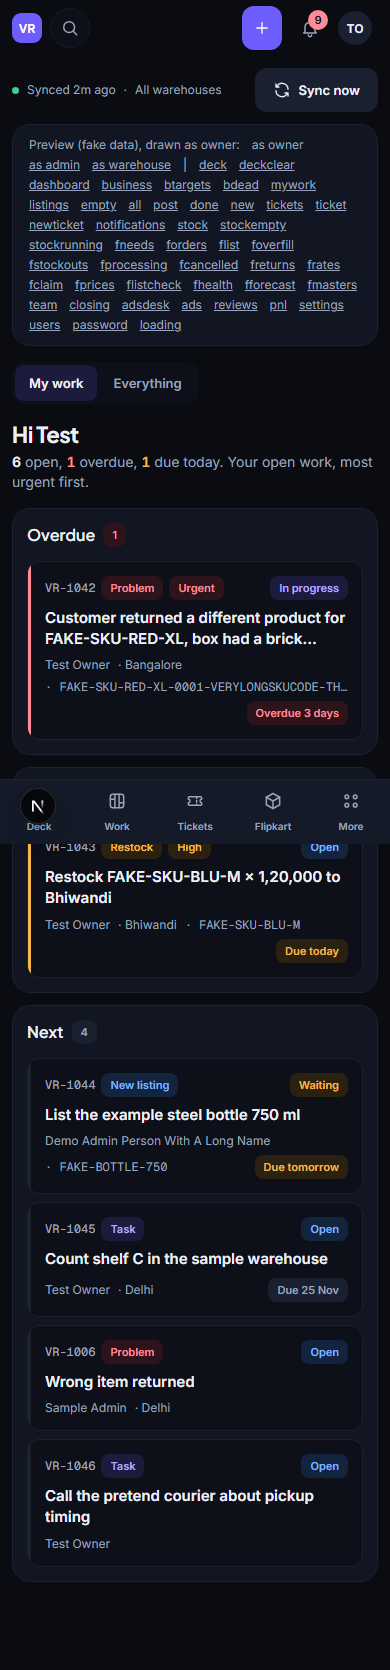 VR
9
TO
Synced 2m ago · All warehouses
Sync now
Preview (fake data), drawn as owner: as owner
as admin as warehouse | deck deckclear
dashboard business btargets bdead mywork
listings empty all post done new tickets ticket
newticket notifications stock stockempty
stockrunning fneeds forders flist foverfill
fstockouts fprocessing fcancelled freturns frates
fclaim fprices flistcheck fhealth fforecast fmasters
team closing adsdesk ads reviews pnl settings
users password loading
My work Everything
Hi Test
6 open, 1 overdue, 1 due today. Your open work, most
urgent first.
Overdue 1
VR-1042 Problem Urgent In progress
Customer returned a different product for
FAKE-SKU-RED-XL, box had a brick...
Test Owner · Bangalore
· FAKE-SKU-RED-XL-0001-VERYLONGSKUCODE-TH…
Overdue 3 days
N
Deck Work Tickets Flipkart More
VR-1043 Restock High Open
Restock FAKE-SKU-BLU-M × 1,20,000 to
Bhiwandi
Test Owner · Bhiwandi · FAKE-SKU-BLU-M
Due today
Next 4
VR-1044 New listing Waiting
List the example steel bottle 750 ml
Demo Admin Person With A Long Name
· FAKE-BOTTLE-750 Due tomorrow
VR-1045 Task Open
Count shelf C in the sample warehouse
Test Owner · Delhi Due 25 Nov
VR-1006 Problem Open
Wrong item returned
Sample Admin · Delhi
VR-1046 Task Open
Call the pretend courier about pickup
timing
Test Owner